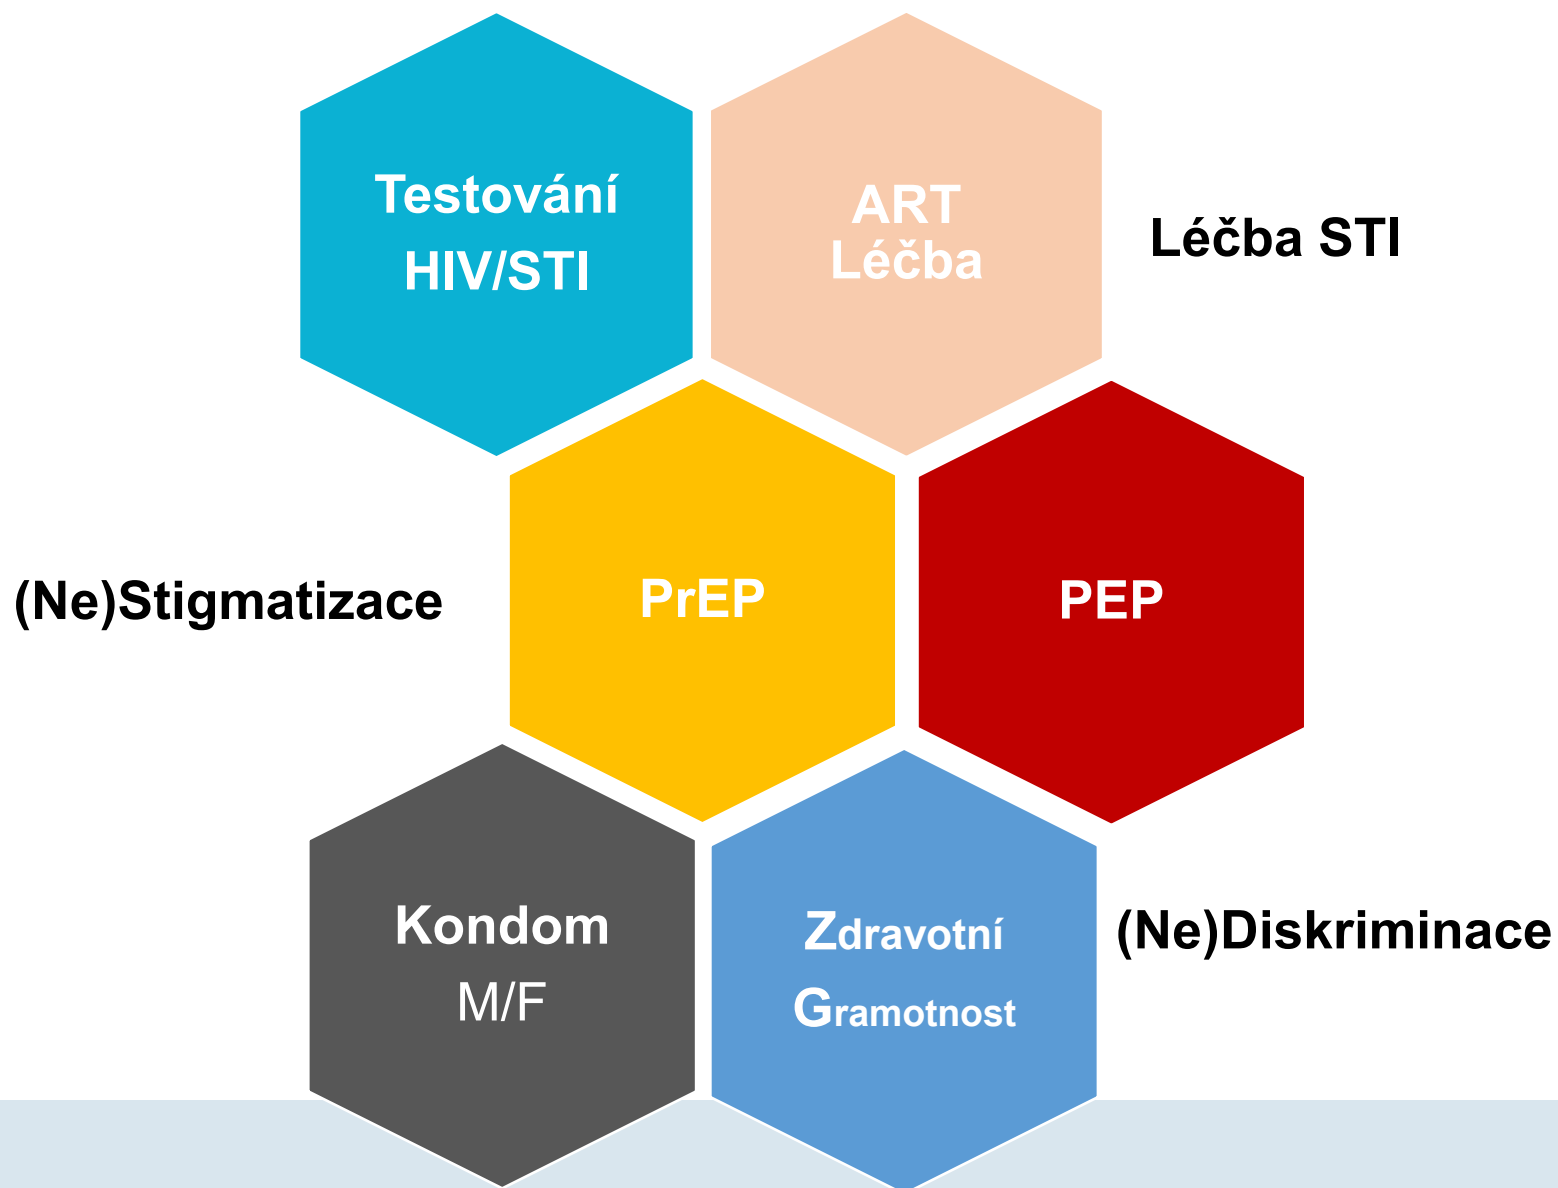 Testování
HIV/STI
ART
Léčba
Léčba STI
(Ne)Stigmatizace
PrEP
PEP
Kondom
M/F
Zdravotní
Gramotnost
(Ne)Diskriminace